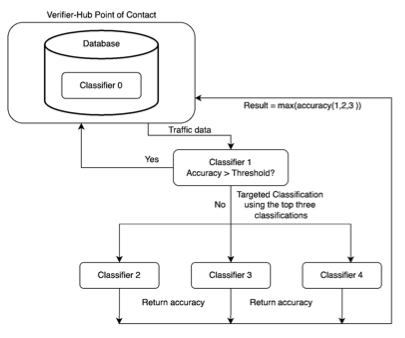 Verifier-Hub Point of Contact
Database
Classifier 0
Result = max(accuracy(1,2,3 ))
Traffic data
Yes
Classifier 1
Accuracy > Threshold?
No
Targeted Classification
using the top three
classifications
Classifier 2
Classifier 3
Classifier 4
Return accuracy
Return accuracy